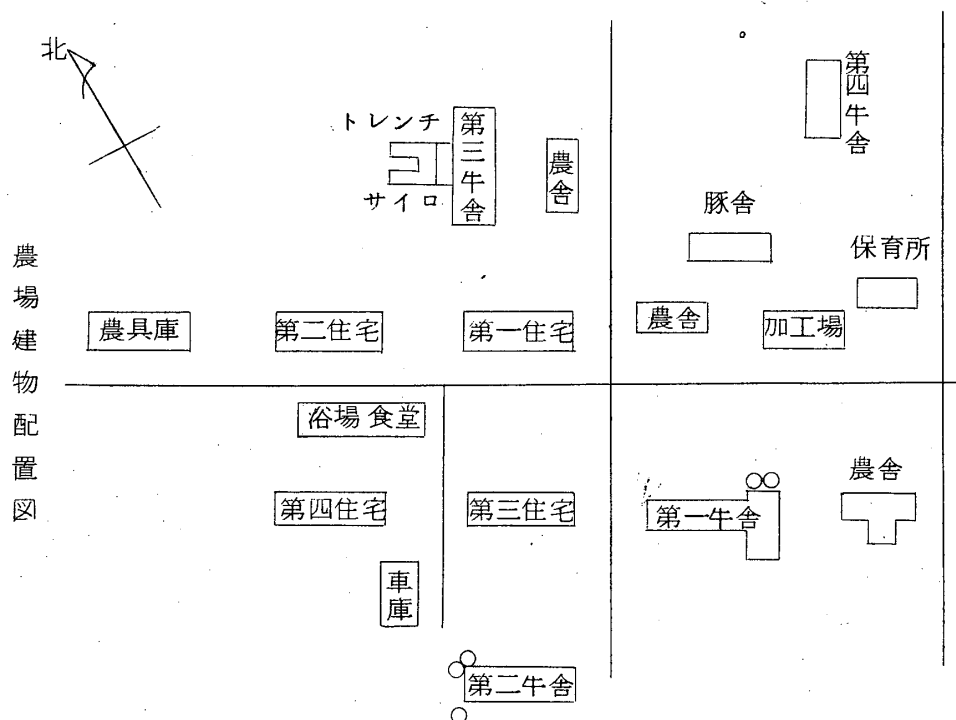 農場建物配置図
北
トレンチ
サイロ
第三牛舎
農舎
第四牛舎
豚舎
保育所
農具庫
第二住宅
第一住宅
農舎
加工場
浴場 食堂
第四住宅
第三住宅
第一牛舎
農舎
車庫
第二牛舎